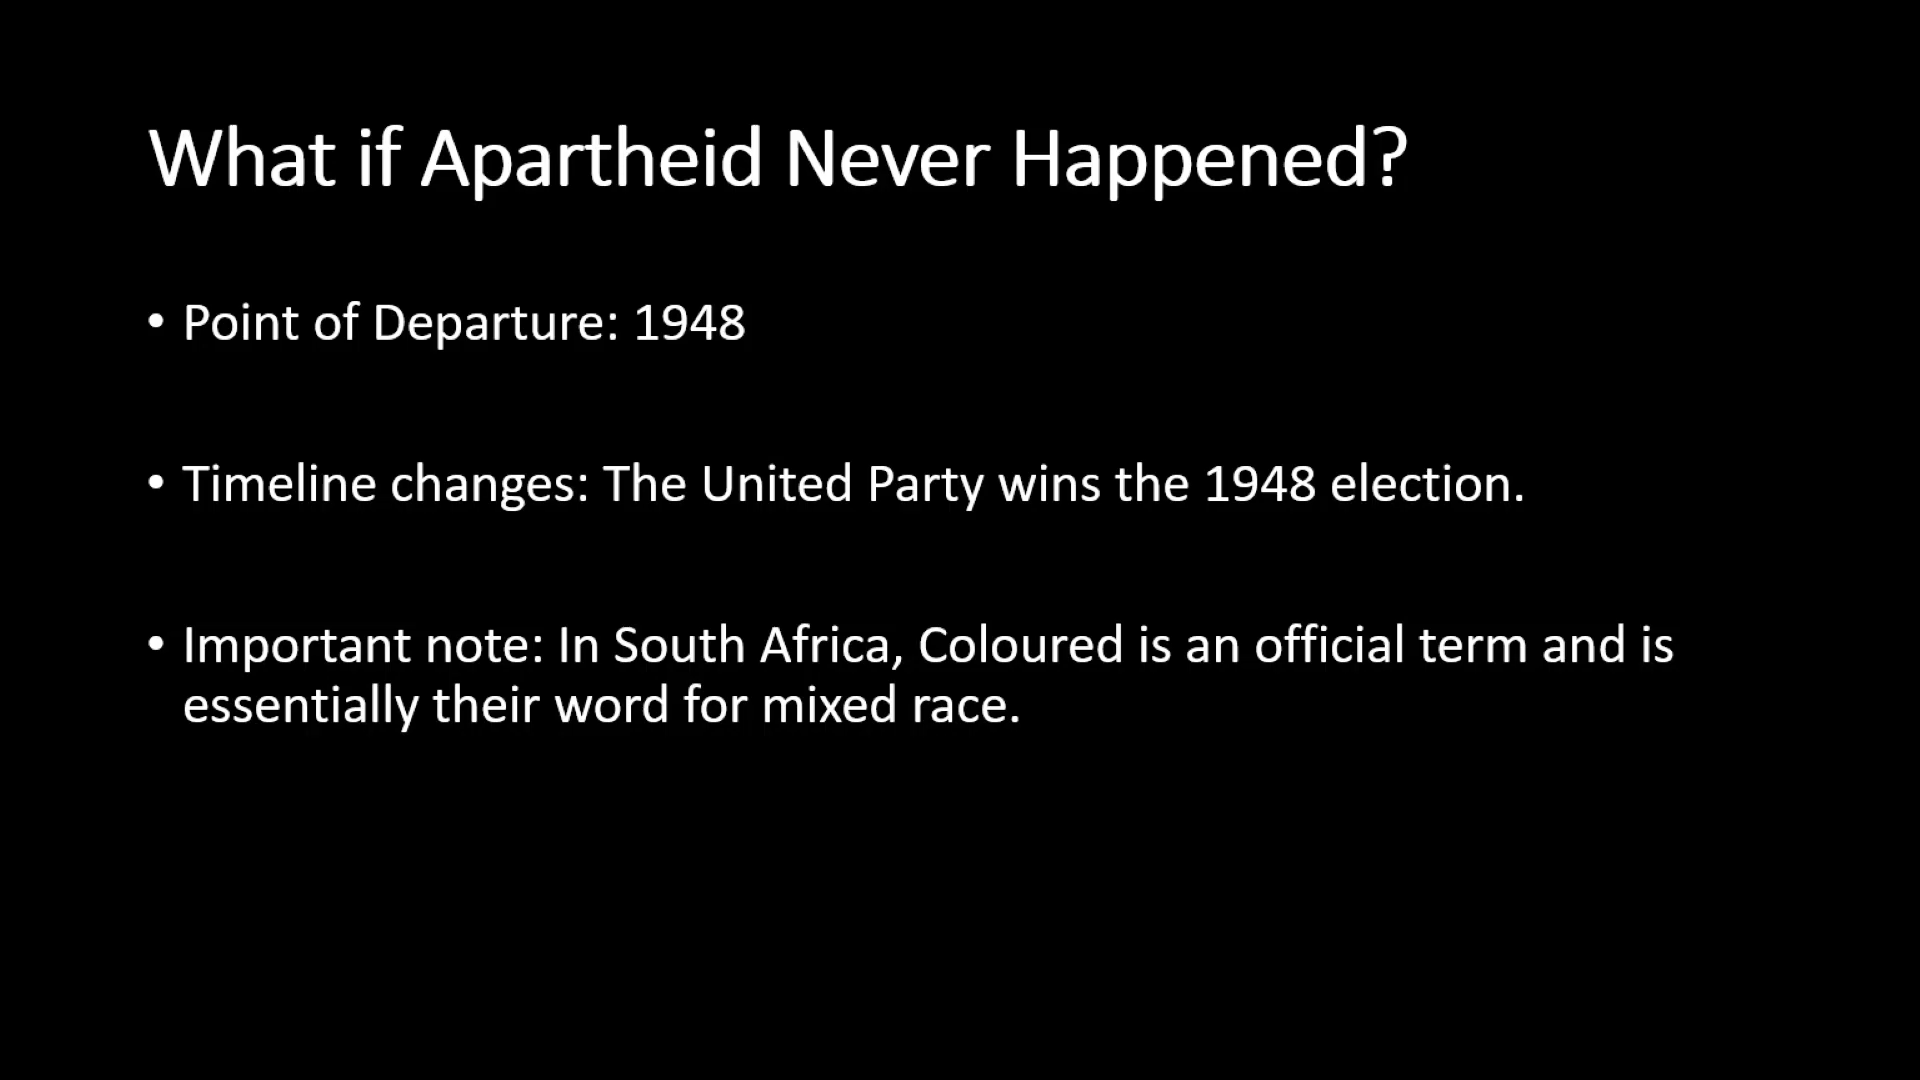 What if Apartheid Never Happened?
• Point of Departure: 1948
• Timeline changes: The United Party wins the 1948 election.
• Important note: In South Africa, Coloured is an official term and is
essentially their word for mixed race.